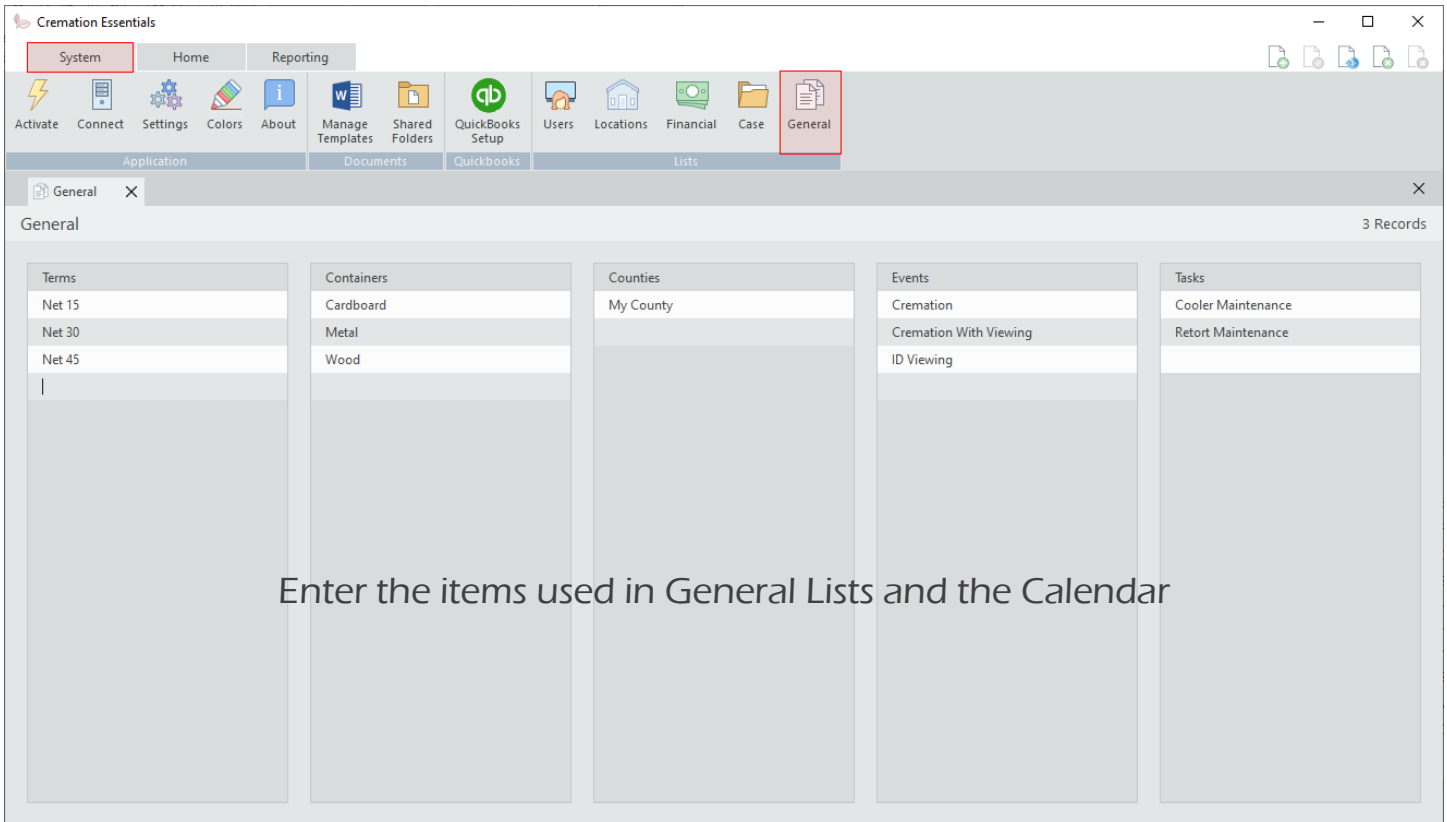 Cremation Essentials
System Home Reporting
Activate Connect Settings Colors About Manage Templates Shared Folders QuickBooks Setup Users Locations Financial Case General
Application Documents Quickbooks Lists
General
General 3 Records
Terms Containers Counties Events Tasks
Net 15 Cardboard My County Cremation Cooler Maintenance
Net 30 Metal Cremation With Viewing Retort Maintenance
Net 45 Wood ID Viewing
Enter the items used in General Lists and the Calendar